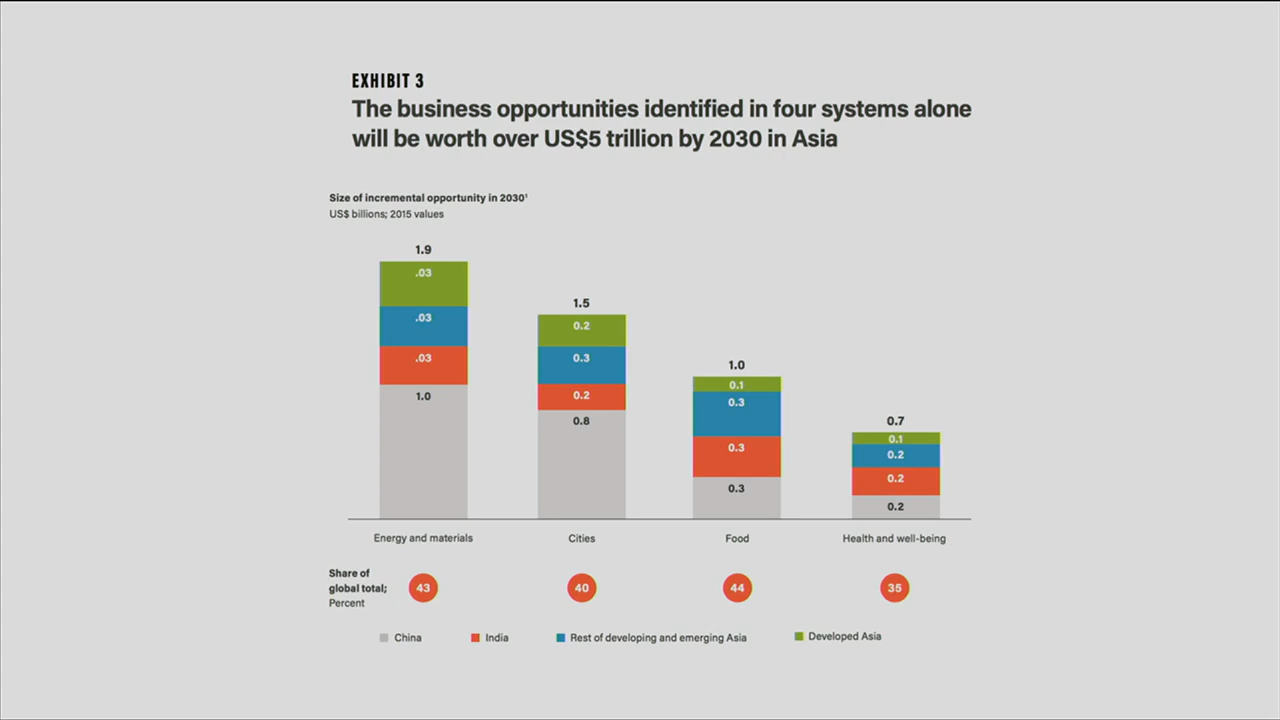 EXHIBIT 3
The business opportunities identified in four systems alone
will be worth over US$5 trillion by 2030 in Asia
Size of incremental opportunity in 2030¹
US$ billions; 2015 values
1.9
.03
.03
.03
1.0
1.5
0.2
0.3
0.2
0.8
1.0
0.1
0.3
0.3
0.3
0.7
0.1
0.2
0.2
0.2
Energy and materials
Cities
Food
Health and well-being
Share of
global total;
Percent
43
40
44
35
China
India
Rest of developing and emerging Asia
Developed Asia